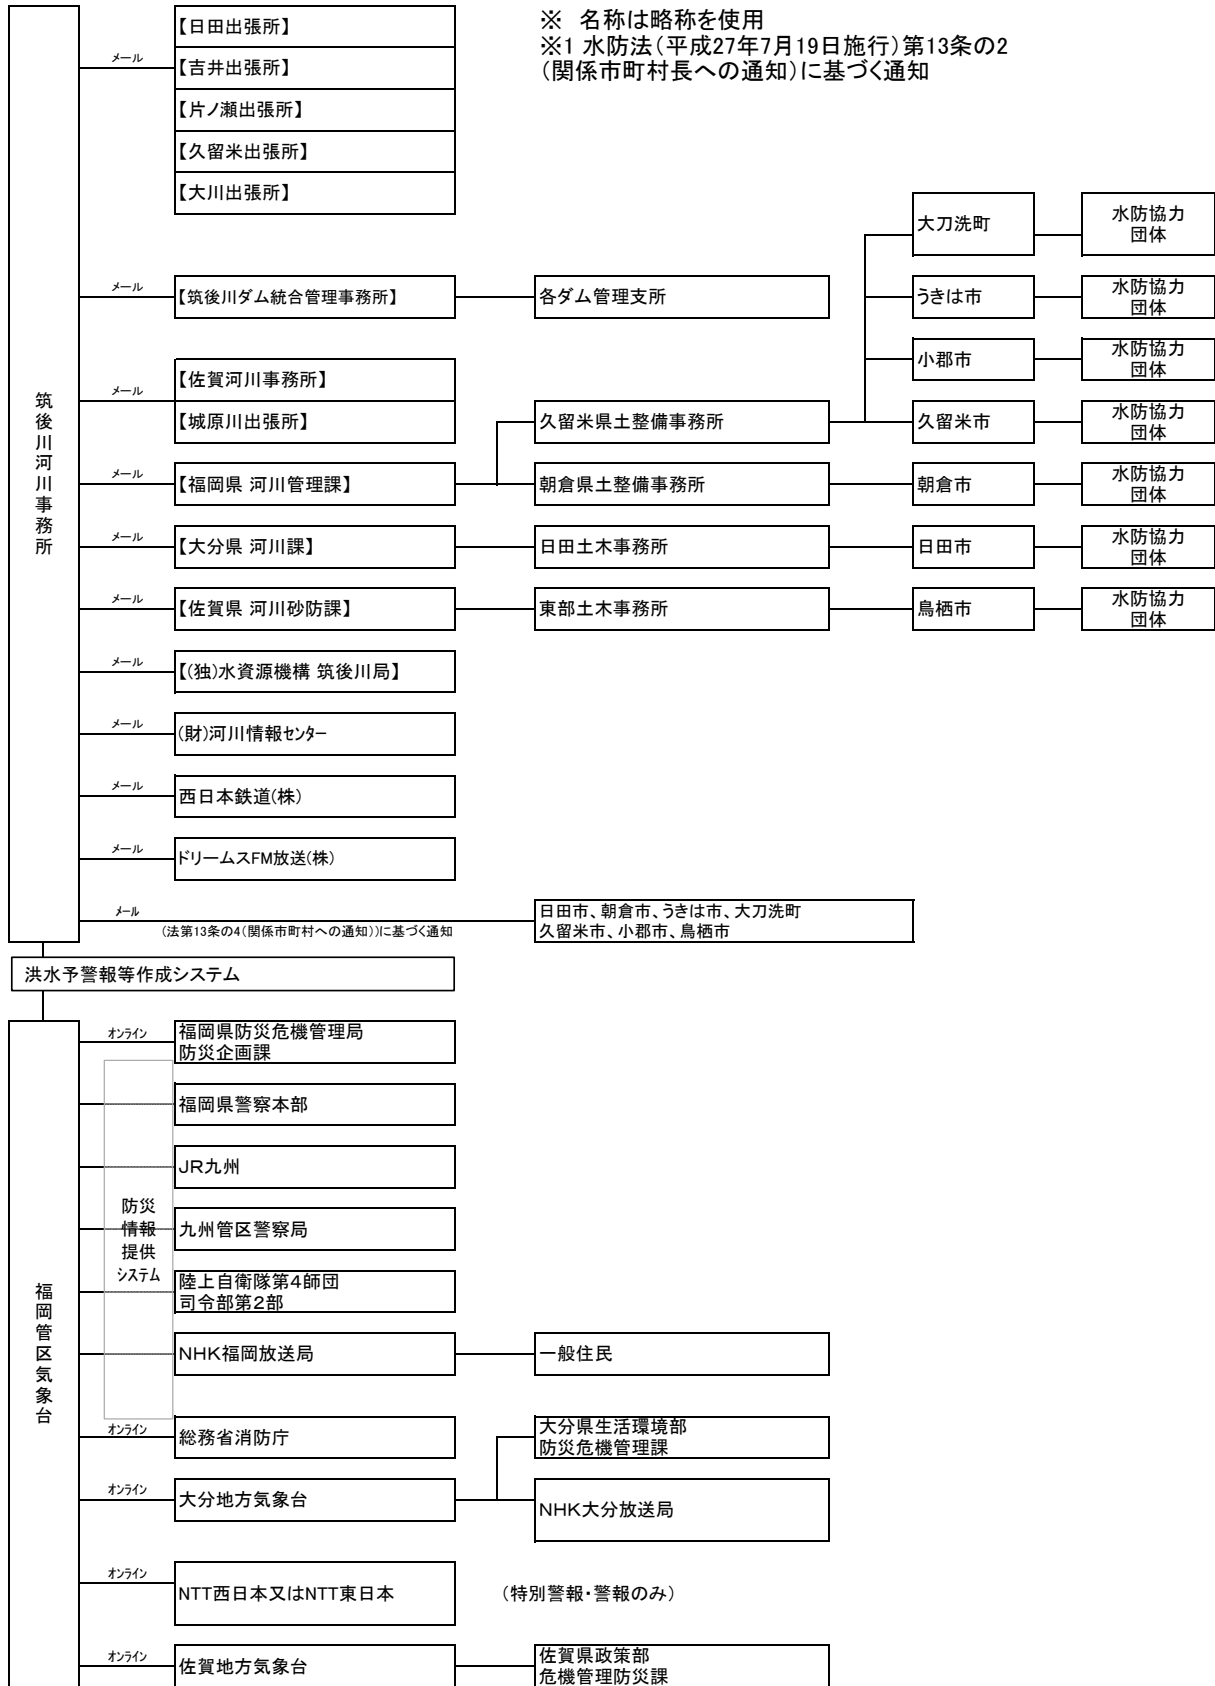 ※ 名称は略称を使用
※1 水防法(平成27年7月19日施行)第13条の2
(関係市町村長への通知)に基づく通知
筑後川河川事務所
メール
【日田出張所】
【吉井出張所】
【片ノ瀬出張所】
【久留米出張所】
【大川出張所】
メール
【筑後川ダム統合管理事務所】
各ダム管理支所
大刀洗町
水防協力
団体
うきは市
水防協力
団体
小郡市
水防協力
団体
メール
【佐賀河川事務所】
【城原川出張所】
久留米県土整備事務所
久留米市
水防協力
団体
メール
【福岡県 河川管理課】
朝倉県土整備事務所
朝倉市
水防協力
団体
メール
【大分県 河川課】
日田土木事務所
日田市
水防協力
団体
メール
【佐賀県 河川砂防課】
東部土木事務所
鳥栖市
水防協力
団体
メール
【(独)水資源機構 筑後川局】
メール
(財)河川情報センター
メール
西日本鉄道(株)
メール
ドリームスFM放送(株)
メール
(法第13条の4(関係市町村への通知))に基づく通知
日田市、朝倉市、うきは市、大刀洗町
久留米市、小郡市、鳥栖市
洪水予警報等作成システム
福岡管区気象台
オンライン
福岡県防災危機管理局
防災企画課
福岡県警察本部
JR九州
防災
情報
提供
システム
九州管区警察局
陸上自衛隊第4師団
司令部第2部
NHK福岡放送局
一般住民
オンライン
総務省消防庁
大分県生活環境部
防災危機管理課
オンライン
大分地方気象台
NHK大分放送局
オンライン
NTT西日本又はNTT東日本
(特別警報・警報のみ)
オンライン
佐賀地方気象台
佐賀県政策部
危機管理防災課